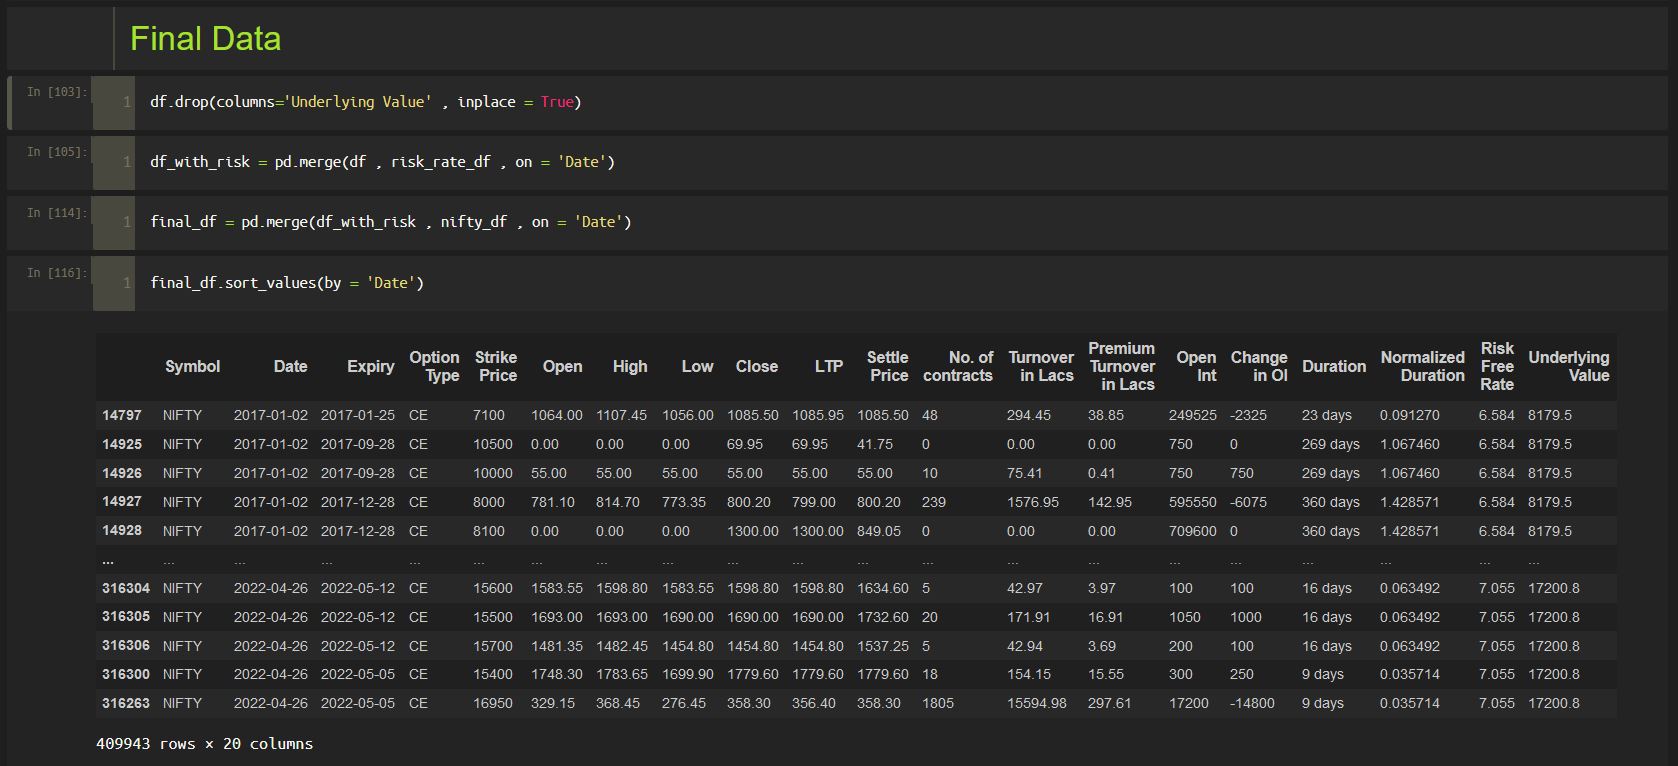 Final Data
In [103]:
1 df.drop(columns='Underlying Value' , inplace = True)
In [105]:
1 df_with_risk = pd.merge(df , risk_rate_df , on = 'Date')
In [114]:
1 final_df = pd.merge(df_with_risk , nifty_df , on = 'Date')
In [116]:
1 final_df.sort_values(by = 'Date')
Symbol Date Expiry Option Type Strike Price Open High Low Close LTP Settle Price No. of contracts Turnover in Lacs Premium Turnover in Lacs Open Int Change in OI Duration Normalized Duration Risk Free Rate Underlying Value
14797 NIFTY 2017-01-02 2017-01-25 CE 7100 1064.00 1107.45 1056.00 1085.50 1085.95 1085.50 48 294.45 38.85 249525 -2325 23 days 0.091270 6.584 8179.5
14925 NIFTY 2017-01-02 2017-09-28 CE 10500 0.00 0.00 0.00 69.95 69.95 41.75 0 0.00 0.00 750 0 269 days 1.067460 6.584 8179.5
14926 NIFTY 2017-01-02 2017-09-28 CE 10000 55.00 55.00 55.00 55.00 55.00 55.00 10 75.41 0.41 750 750 269 days 1.067460 6.584 8179.5
14927 NIFTY 2017-01-02 2017-12-28 CE 8000 781.10 814.70 773.35 800.20 799.00 800.20 239 1576.95 142.95 595550 -6075 360 days 1.428571 6.584 8179.5
14928 NIFTY 2017-01-02 2017-12-28 CE 8100 0.00 0.00 0.00 1300.00 1300.00 849.05 0 0.00 0.00 709600 0 360 days 1.428571 6.584 8179.5
... ... ... ... ... ... ... ... ... ... ... ... ... ... ... ... ... ... ... ... ...
316304 NIFTY 2022-04-26 2022-05-12 CE 15600 1583.55 1598.80 1583.55 1598.80 1598.80 1634.60 5 42.97 3.97 100 100 16 days 0.063492 7.055 17200.8
316305 NIFTY 2022-04-26 2022-05-12 CE 15500 1693.00 1693.00 1690.00 1690.00 1690.00 1732.60 20 171.91 16.91 1050 1000 16 days 0.063492 7.055 17200.8
316306 NIFTY 2022-04-26 2022-05-12 CE 15700 1481.35 1482.45 1454.80 1454.80 1454.80 1537.25 5 42.94 3.69 200 100 16 days 0.063492 7.055 17200.8
316300 NIFTY 2022-04-26 2022-05-05 CE 15400 1748.30 1783.65 1699.90 1779.60 1779.60 1779.60 18 154.15 15.55 300 250 9 days 0.035714 7.055 17200.8
316263 NIFTY 2022-04-26 2022-05-05 CE 16950 329.15 368.45 276.45 358.30 356.40 358.30 1805 15594.98 297.61 17200 -14800 9 days 0.035714 7.055 17200.8
409943 rows × 20 columns